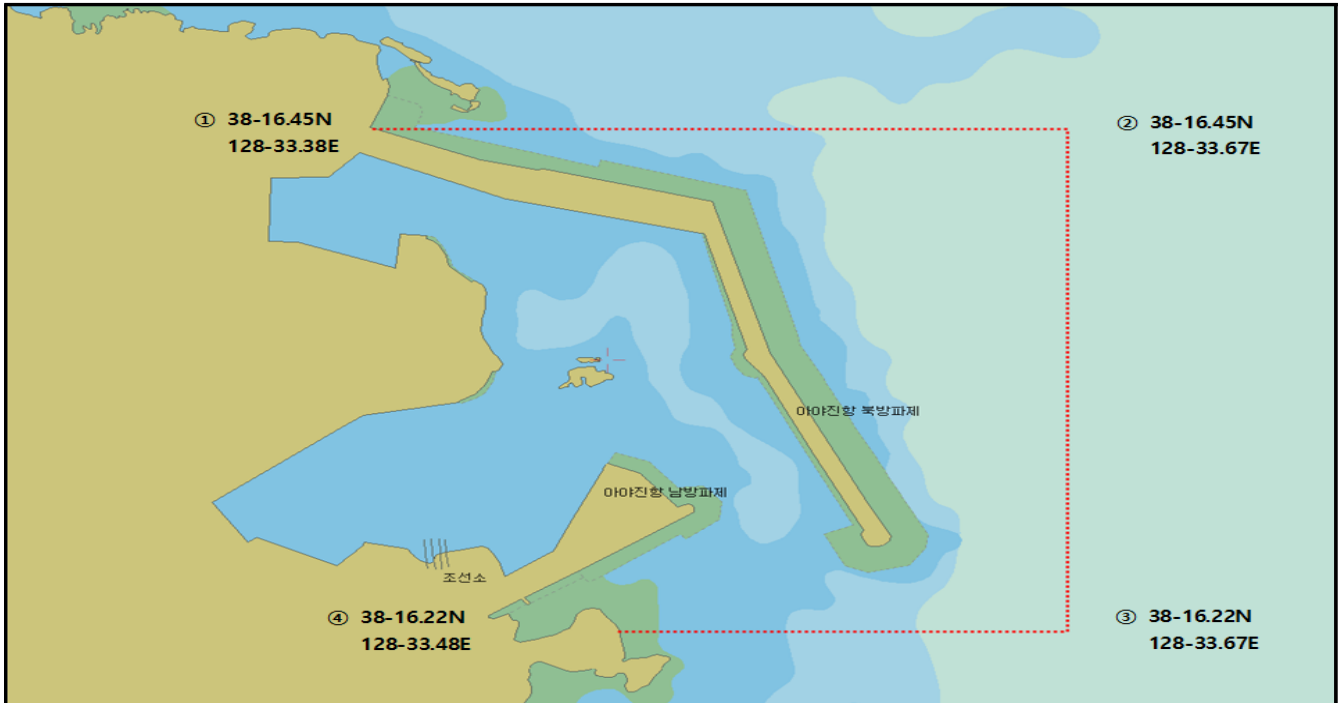 ① 38-16.45N
128-33.38E
② 38-16.45N
128-33.67E
아야진항 북방파제
아야진항 남방파제
조선소
④ 38-16.22N
128-33.48E
③ 38-16.22N
128-33.67E